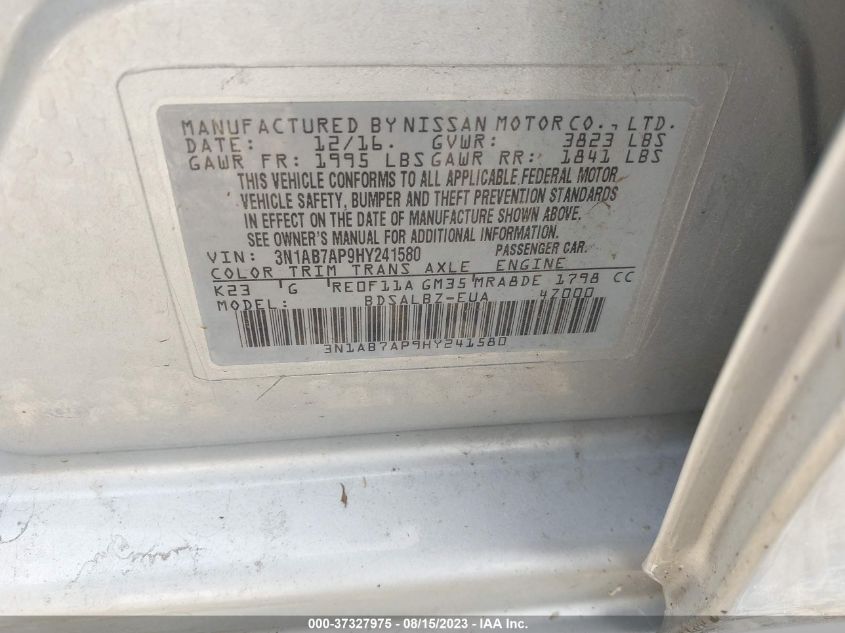 MANUFACTURED BY NISSAN MOTOR CO., LTD.
DATE: 12/16. GVWR: 3823 LBS
GAWR FR: 1995 LBS GAWR RR: 1841 LBS
THIS VEHICLE CONFORMS TO ALL APPLICABLE FEDERAL MOTOR
VEHICLE SAFETY, BUMPER AND THEFT PREVENTION STANDARDS
IN EFFECT ON THE DATE OF MANUFACTURE SHOWN ABOVE.
SEE OWNER'S MANUAL FOR ADDITIONAL INFORMATION.
VIN: 3N1AB7AP9HY241580 PASSENGER CAR.
COLOR TRIM TRANS AXLE ENGINE
K23 G RE0F11A GM35 MRA8DE 1798 CC
MODEL: BDSALBZ-EUA 47000
3N1AB7AP9HY241580
000-37327975 - 08/15/2023 - IAA Inc.